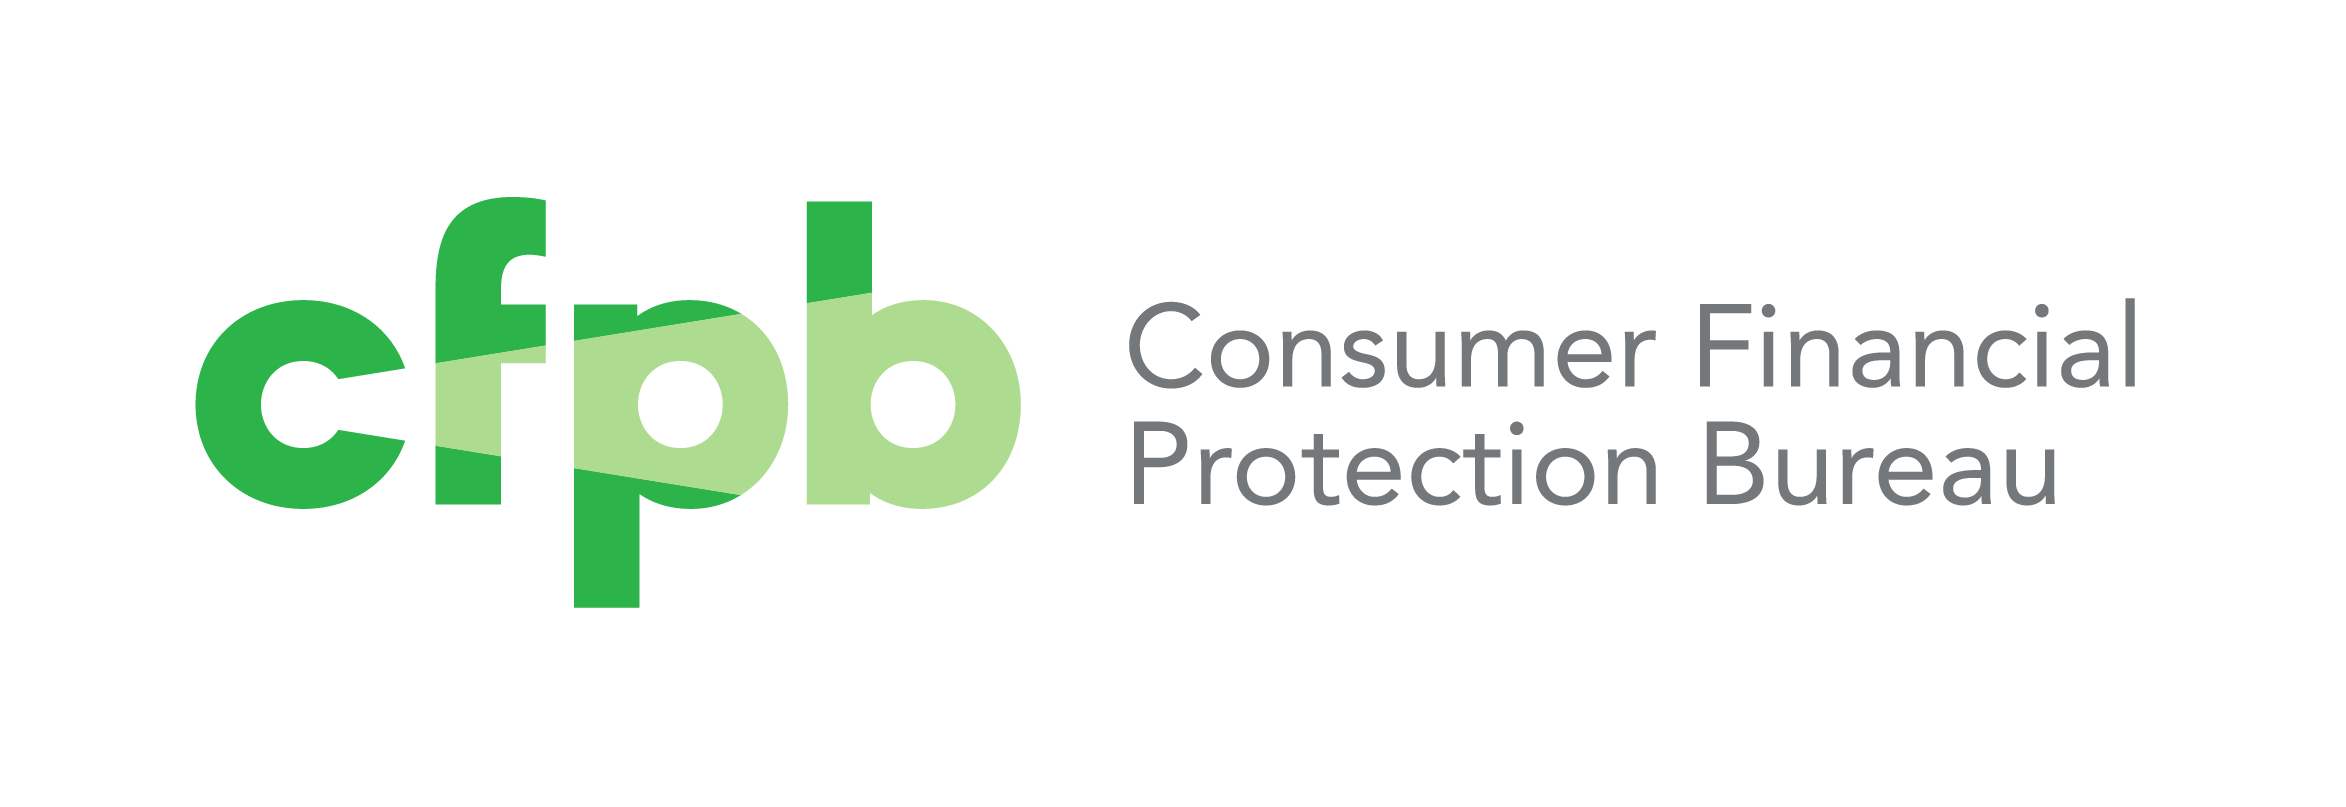 cfpb
Consumer Financial
Protection Bureau